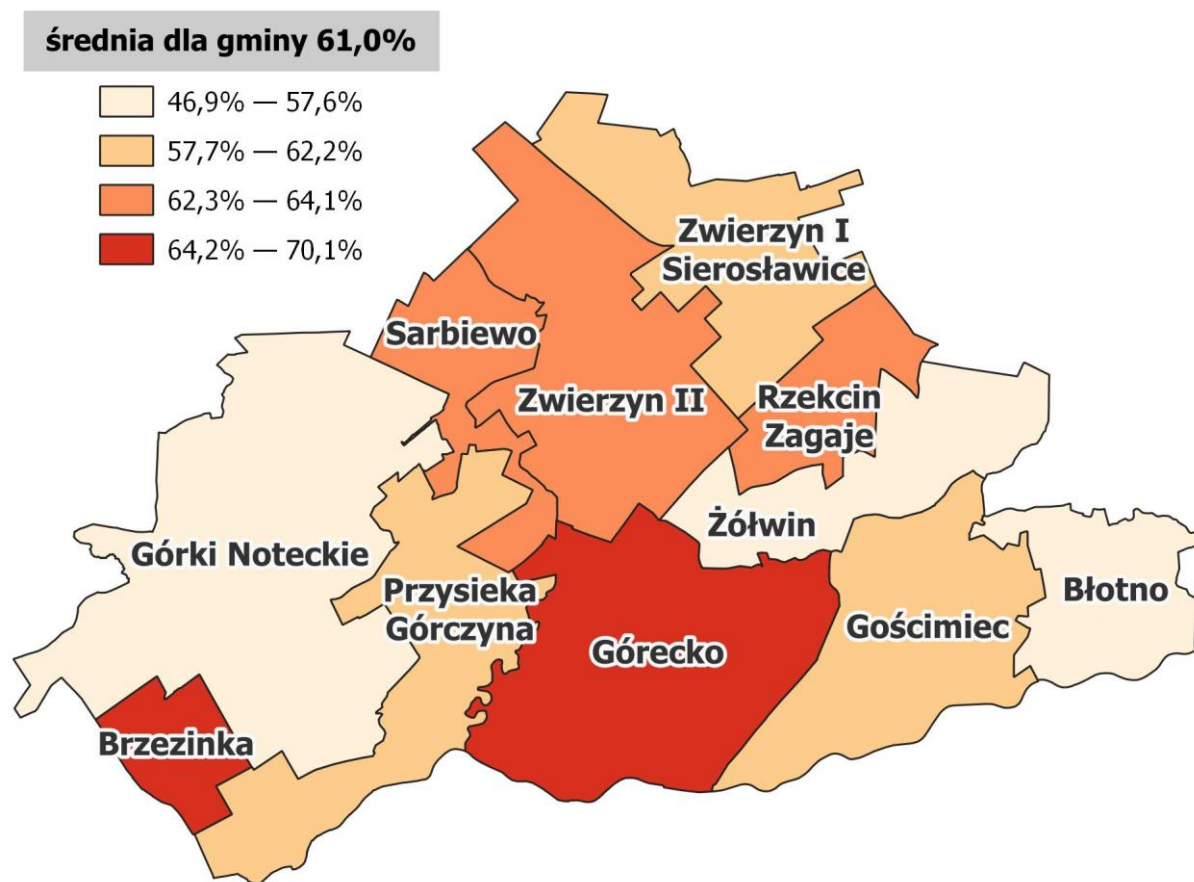 średnia dla gminy 61,0%
46,9% — 57,6%
57,7% — 62,2%
62,3% — 64,1%
64,2% — 70,1%
Zwierzyn I
Sierosławice
Sarbiewo
Zwierzyn II
Rzekcin
Zagaje
Żółwin
Górki Noteckie
Przysieka
Górczyna
Górecko
Gościmiec
Błotno
Brzezinka